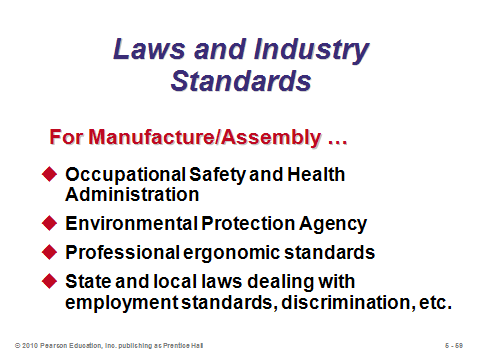 Laws and Industry
Standards
For Manufacture/Assembly …
Occupational Safety and Health
Administration
Environmental Protection Agency
Professional ergonomic standards
State and local laws dealing with
employment standards, discrimination, etc.
© 2010 Pearson Education, Inc. publishing as Prentice Hall
5 - 59